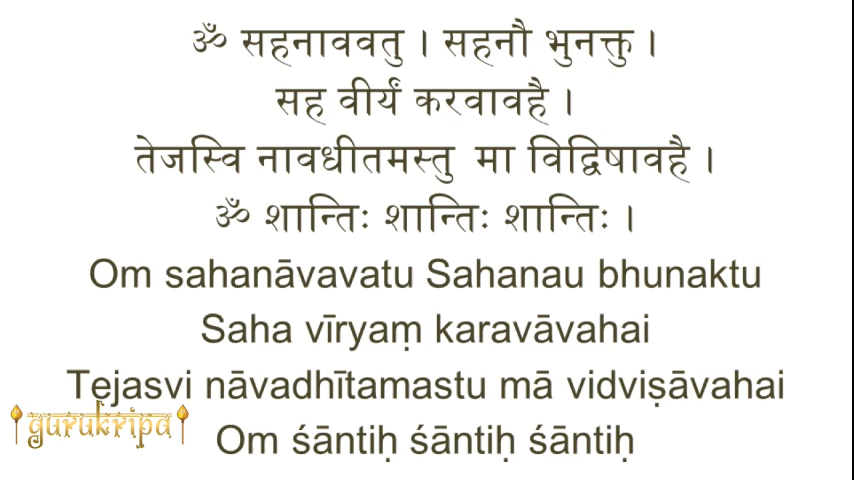 ॐ सहनाववतु । सहनौ भुनक्तु ।
सह वीर्यं करवावहै ।
तेजस्वि नावधीतमस्तु मा विद्विषावहै ।
ॐ शान्तिः शान्तिः शान्तिः ।
Om sahanāvavatu Sahanau bhunaktu
Saha vīryaṃ karavāvahai
Tejasvi nāvadhītamastu mā vidviṣāvahai
gurukripa
Om śāntiḥ śāntiḥ śāntiḥ